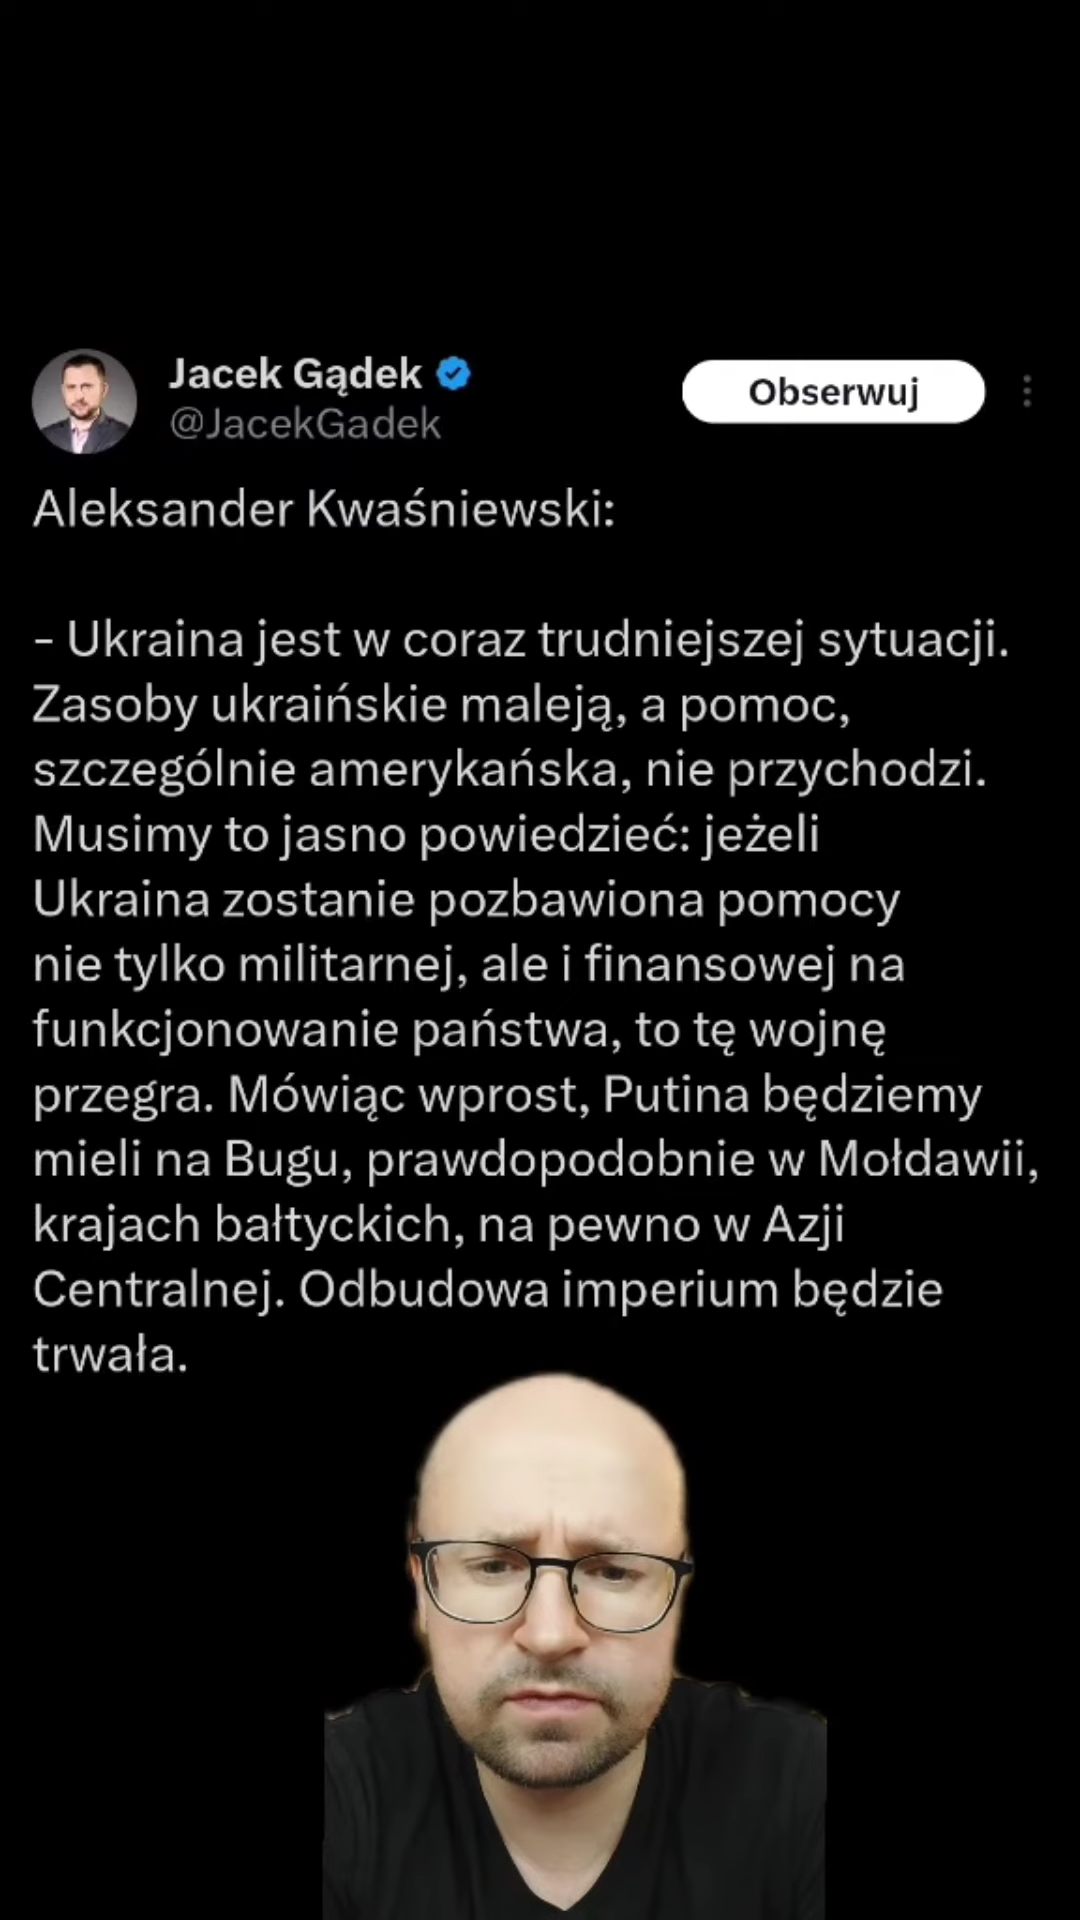 Jacek Gądek
@JacekGadek
Obserwuj
Aleksander Kwaśniewski:
- Ukraina jest w coraz trudniejszej sytuacji.
Zasoby ukraińskie maleją, a pomoc,
szczególnie amerykańska, nie przychodzi.
Musimy to jasno powiedzieć: jeżeli
Ukraina zostanie pozbawiona pomocy
nie tylko militarnej, ale i finansowej na
funkcjonowanie państwa, to tę wojnę
przegra. Mówiąc wprost, Putina będziemy
mieli na Bugu, prawdopodobnie w Mołdawii,
krajach bałtyckich, na pewno w Azji
Centralnej. Odbudowa imperium będzie
trwała.